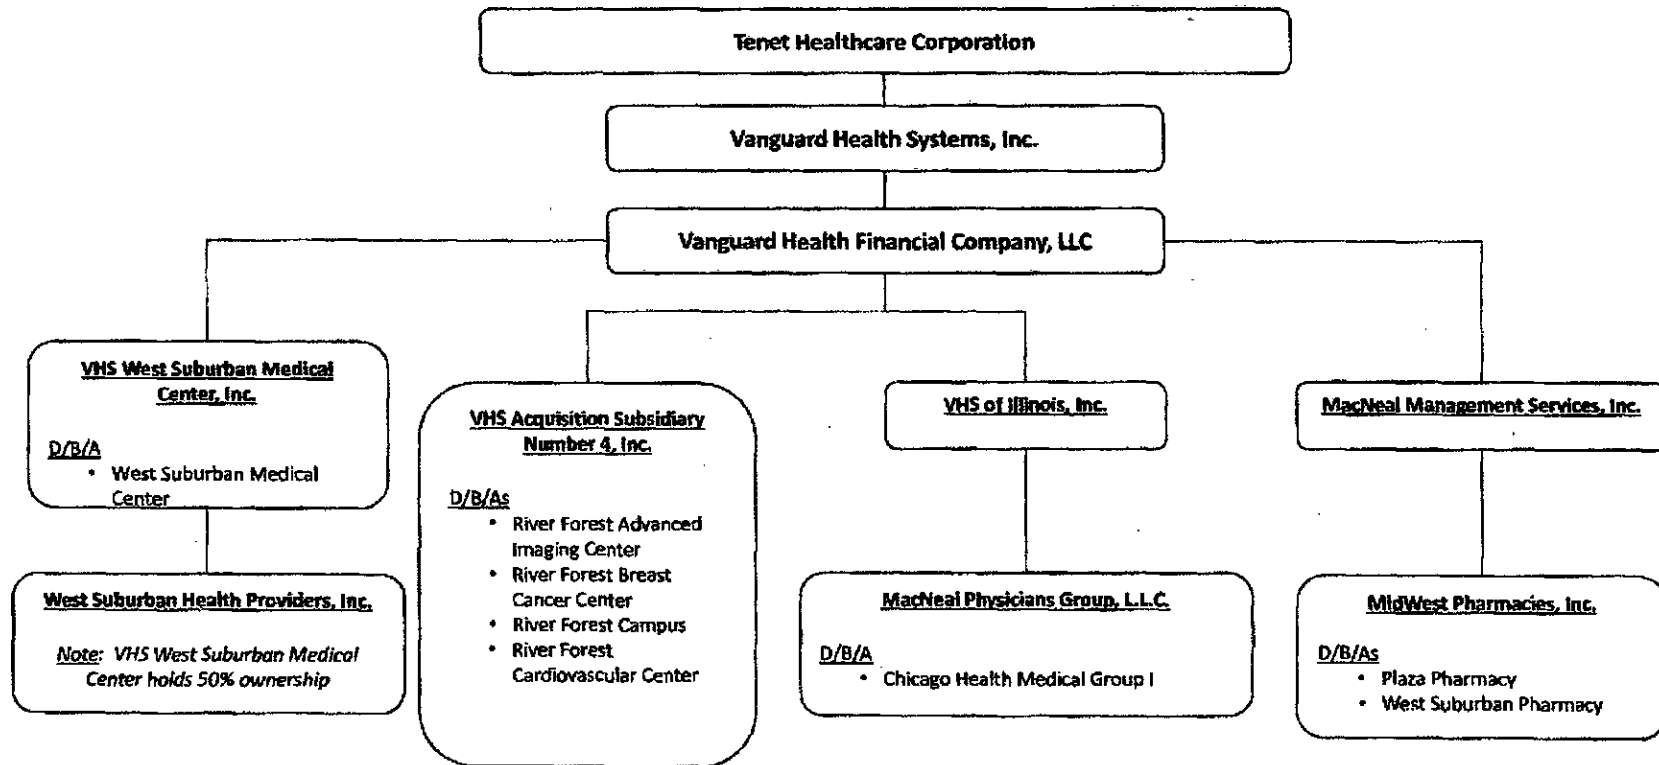 Tenet Healthcare Corporation
Vanguard Health Systems, Inc.
Vanguard Health Financial Company, LLC
VHS West Suburban Medical
Center, Inc.
D/B/A
• West Suburban Medical
Center
West Suburban Health Providers, Inc.
Note: VHS West Suburban Medical
Center holds 50% ownership
VHS Acquisition Subsidiary
Number 4, Inc.
D/B/As
• River Forest Advanced
Imaging Center
• River Forest Breast
Cancer Center
• River Forest Campus
• River Forest
Cardiovascular Center
VHS of Illinois, Inc.
MacNeal Physicians Group, L.L.C.
D/B/A
• Chicago Health Medical Group I
MacNeal Management Services, Inc.
MidWest Pharmacies, Inc.
D/B/As
• Plaza Pharmacy
• West Suburban Pharmacy